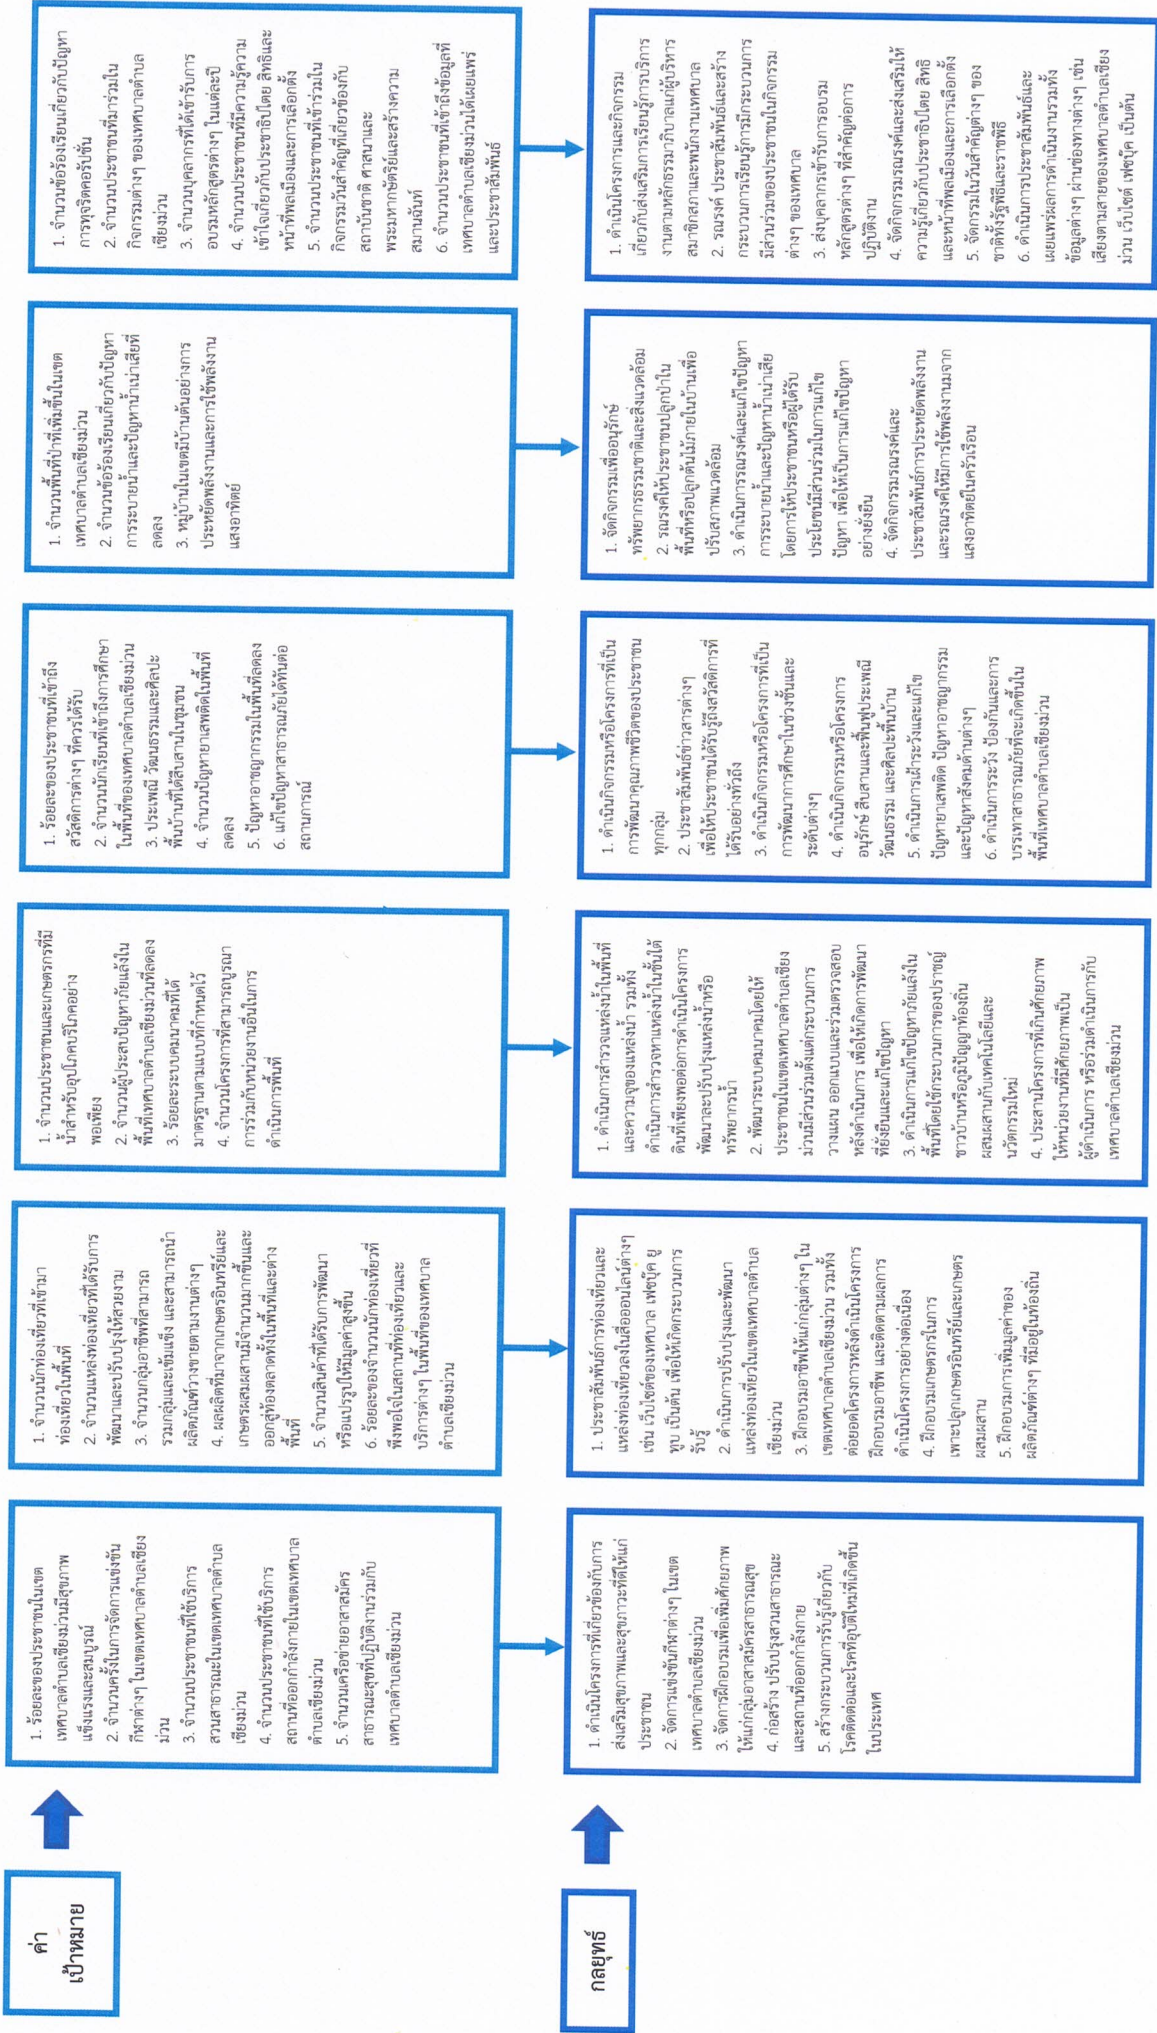 ค่า
เป้าหมาย
1. ร้อยละของประชาชนในเขต
เทศบาลตำบลเชียงม่วนมีสุขภาพ
แข็งแรงและสมบูรณ์
2. จำนวนครั้งในการจัดการแข่งขัน
กีฬาต่างๆ ในเขตเทศบาลตำบลเชียง
ม่วน
3. จำนวนประชาชนที่ใช้บริการ
สวนสาธารณะในเขตเทศบาลตำบล
เชียงม่วน
4. จำนวนประชาชนที่ใช้บริการ
สถานที่ออกกำลังกายในเขตเทศบาล
ตำบลเชียงม่วน
5. จำนวนเครือข่ายอาสาสมัคร
สาธารณะสุขที่ปฏิบัติงานร่วมกับ
เทศบาลตำบลเชียงม่วน
1. จำนวนนักท่องเที่ยวที่เข้ามา
ท่องเที่ยวในพื้นที่
2. จำนวนแหล่งท่องเที่ยวที่ได้รับการ
พัฒนาและปรับปรุงให้สวยงาม
3. จำนวนกลุ่มอาชีพที่สามารถ
รวมกลุ่มและเข้มแข็ง และสามารถนำ
ผลิตภัณฑ์วางขายตามงานต่างๆ
4. ผลผลิตที่มาจากเกษตรอินทรีย์และ
เกษตรผสมผสานมีจำนวนมากขึ้นและ
ออกสู่ท้องตลาดทั้งในพื้นที่และต่าง
พื้นที่
5. จำนวนสินค้าที่ได้รับการพัฒนา
หรือแปรรูปให้มีมูลค่าสูงขึ้น
6. ร้อยละของจำนวนนักท่องเที่ยวที่
พึงพอใจในสถานที่ท่องเที่ยวและ
บริการต่างๆ ในพื้นที่ของเทศบาล
ตำบลเชียงม่วน
1. จำนวนประชาชนและเกษตรกรที่มี
น้ำสำหรับอุปโภคบริโภคอย่าง
พอเพียง
2. จำนวนผู้ประสบปัญหาภัยแล้งใน
พื้นที่เทศบาลตำบลเชียงม่วนที่ลดลง
3. ร้อยละระบบคมนาคมที่ได้
มาตรฐานตามแบบที่กำหนดไว้
4. จำนวนโครงการที่สามารถบูรณา
การร่วมกับหน่วยงานอื่นในการ
ดำเนินการพื้นที่
1. ร้อยละของประชาชนที่เข้าถึง
สวัสดิการต่างๆ ที่ควรได้รับ
2. จำนวนนักเรียนที่เข้าถึงการศึกษา
ในพื้นที่ของเทศบาลตำบลเชียงม่วน
3. ประเพณี วัฒนธรรมและศิลปะ
พื้นบ้านที่ได้สืบสานในชุมชน
4. จำนวนปัญหายาเสพติดในพื้นที่
ลดลง
5. ปัญหาอาชญากรรมในพื้นที่ลดลง
6. แก้ไขปัญหาสาธารณภัยได้ทันต่อ
สถานการณ์
1. จำนวนพื้นที่ป่าที่เพิ่มขึ้นในเขต
เทศบาลตำบลเชียงม่วน
2. จำนวนข้อร้องเรียนเกี่ยวกับปัญหา
การระบายน้ำและปัญหาน้ำเน่าเสียที่
ลดลง
3. หมู่บ้านในเขตมีบ้านต้นอย่างการ
ประหยัดพลังงานและการใช้พลังงาน
แสงอาทิตย์
1. จำนวนข้อร้องเรียนเกี่ยวกับปัญหา
การทุจริตคอรัปชั่น
2. จำนวนประชาชนที่มาร่วมใน
กิจกรรมต่างๆ ของเทศบาลตำบล
เชียงม่วน
3. จำนวนบุคลากรที่ได้เข้ารับการ
อบรมหลักสูตรต่างๆ ในแต่ละปี
4. จำนวนประชาชนที่มีความรู้ความ
เข้าใจเกี่ยวกับประชาธิปไตย สิทธิและ
หน้าที่พลเมืองและการเลือกตั้ง
5. จำนวนประชาชนที่เข้าร่วมใน
กิจกรรมวันสำคัญที่เกี่ยวข้องกับ
สถาบันชาติ ศาสนาและ
พระมหากษัตริย์และสร้างความ
สมานฉันท์
6. จำนวนประชาชนที่เข้าถึงข้อมูลที่
เทศบาลตำบลเชียงม่วนได้เผยแพร่
และประชาสัมพันธ์
กลยุทธ์
1. ดำเนินโครงการที่เกี่ยวข้องกับการ
ส่งเสริมสุขภาพและสุขภาวะที่ดีให้แก่
ประชาชน
2. จัดการแข่งขันกีฬาต่างๆ ในเขต
เทศบาลตำบลเชียงม่วน
3. จัดการฝึกอบรมเพื่อเพิ่มศักยภาพ
ให้แก่กลุ่มอาสาสมัครสาธารณสุข
4. ก่อสร้าง ปรับปรุงสวนสาธารณะ
และสถานที่ออกกำลังกาย
5. สร้างกระบวนการรับรู้เกี่ยวกับ
โรคติดต่อและโรคที่อุบัติใหม่ที่เกิดขึ้น
ในประเทศ
1. ประชาสัมพันธ์การท่องเที่ยวและ
แหล่งท่องเที่ยวลงในสื่อออนไลน์ต่างๆ
เช่น เว็บไซต์ของเทศบาล เฟซบุ๊ค ยู
ทูบ เป็นต้น เพื่อให้เกิดกระบวนการ
รับรู้
2. ดำเนินการปรับปรุงและพัฒนา
แหล่งท่องเที่ยวในเขตเทศบาลตำบล
เชียงม่วน
3. ฝึกอบรมอาชีพให้แก่กลุ่มต่างๆ ใน
เขตเทศบาลตำบลเชียงม่วน รวมทั้ง
ต่อยอดโครงการหลังดำเนินโครงการ
ฝึกอบรมอาชีพ และติดตามผลการ
ดำเนินโครงการอย่างต่อเนื่อง
4. ฝึกอบรมเกษตรกรในการ
เพาะปลูกเกษตรอินทรีย์และเกษตร
ผสมผสาน
5. ฝึกอบรมการเพิ่มมูลค่าของ
ผลิตภัณฑ์ต่างๆ ที่มีอยู่ในท้องถิ่น
1. ดำเนินการสำรวจแหล่งน้ำในพื้นที่
และความจุของแหล่งน้ำ รวมทั้ง
ดำเนินการสำรวจหาแหล่งน้ำในชั้นใต้
ดินที่เพียงพอต่อการดำเนินโครงการ
พัฒนาละปรับปรุงแหล่งน้ำหรือ
ทรัพยากรน้ำ
2. พัฒนาระบบคมนาคมโดยให้
ประชาชนในเขตเทศบาลตำบลเชียง
ม่วนมีส่วนร่วมตั้งแต่กระบวนการ
วางแผน ออกแบบและร่วมตรวจสอบ
หลังดำเนินการ เพื่อให้เกิดการพัฒนา
ที่ยั่งยืนและแก้ไขปัญหา
3. ดำเนินการแก้ไขปัญหาภัยแล้งใน
พื้นที่โดยใช้กระบวนการของปราชญ์
ชาวบ้านหรือภูมิปัญญาท้องถิ่น
ผสมผสานกับเทคโนโลยีและ
นวัตกรรมใหม่
4. ประสานโครงการที่เกินศักยภาพ
ให้หน่วยงานที่มีศักยภาพเป็น
ผู้ดำเนินการ หรือร่วมดำเนินการกับ
เทศบาลตำบลเชียงม่วน
1. ดำเนินกิจกรรมหรือโครงการที่เป็น
การพัฒนาคุณภาพชีวิตของประชาชน
ทุกกลุ่ม
2. ประชาสัมพันธ์ข่าวสารต่างๆ
เพื่อให้ประชาชนได้รับรู้ถึงสวัสดิการที่
ได้รับอย่างทั่วถึง
3. ดำเนินกิจกรรมหรือโครงการที่เป็น
การพัฒนาการศึกษาในช่วงชั้นและ
ระดับต่างๆ
4. ดำเนินกิจกรรมหรือโครงการ
อนุรักษ์ สืบสานและฟื้นฟูประเพณี
วัฒนธรรม และศิลปะพื้นบ้าน
5. ดำเนินการเฝ้าระวังและแก้ไข
ปัญหายาเสพติด ปัญหาอาชญากรรม
และปัญหาสังคมด้านต่างๆ
6. ดำเนินการระวัง ป้องกันและการ
บรรเทาสาธารณภัยที่จะเกิดขึ้นใน
พื้นที่เทศบาลตำบลเชียงม่วน
1. จัดกิจกรรมเพื่ออนุรักษ์
ทรัพยากรธรรมชาติและสิ่งแวดล้อม
2. รณรงค์ให้ประชาชนปลูกป่าใน
พื้นที่หรือปลูกต้นไม้ภายในบ้านเพื่อ
ปรับสภาพแวดล้อม
3. ดำเนินการรณรงค์และแก้ไขปัญหา
การระบายน้ำและปัญหาน้ำเน่าเสีย
โดยการให้ประชาชนหรือผู้ได้รับ
ประโยชน์มีส่วนร่วมในการแก้ไข
ปัญหา เพื่อให้เป็นการแก้ไขปัญหา
อย่างยั่งยืน
4. จัดกิจกรรมรณรงค์และ
ประชาสัมพันธ์การประหยัดพลังงาน
และรณรงค์ให้มีการใช้พลังงานมจาก
แสงอาทิตย์ในครัวเรือน
1. ดำเนินโครงการและกิจกรรม
เกี่ยวกับส่งเสริมการเรียนรู้การบริการ
งานตามหลักธรรมาภิบาลแก่ผู้บริหาร
สมาชิกสภาและพนักงานเทศบาล
2. รณรงค์ ประชาสัมพันธ์และสร้าง
กระบวนการเรียนรู้การมีกระบวนการ
มีส่วนร่วมของประชาชนในกิจกรรม
ต่างๆ ของเทศบาล
3. ส่งบุคลากรเข้ารับการอบรม
หลักสูตรต่างๆ ที่สำคัญต่อการ
ปฏิบัติงาน
4. จัดกิจกรรมรณรงค์และส่งเสริมให้
ความรู้เกี่ยวกับประชาธิปไตย สิทธิ
และหน้าที่พลเมืองและการเลือกตั้ง
5. จัดกรรมในวันสำคัญต่างๆ ของ
ชาติทั้งรัฐพิธีและราชพิธี
6. ดำเนินการประชาสัมพันธ์และ
เผยแพร่ผลการดำเนินงานรวมทั้ง
ข้อมูลต่างๆ ผ่านช่องทางต่างๆ เช่น
เสียงตามสายของเทศบาลตำบลเชียง
ม่วน เว็บไซต์ เฟซบุ๊ค เป็นต้น